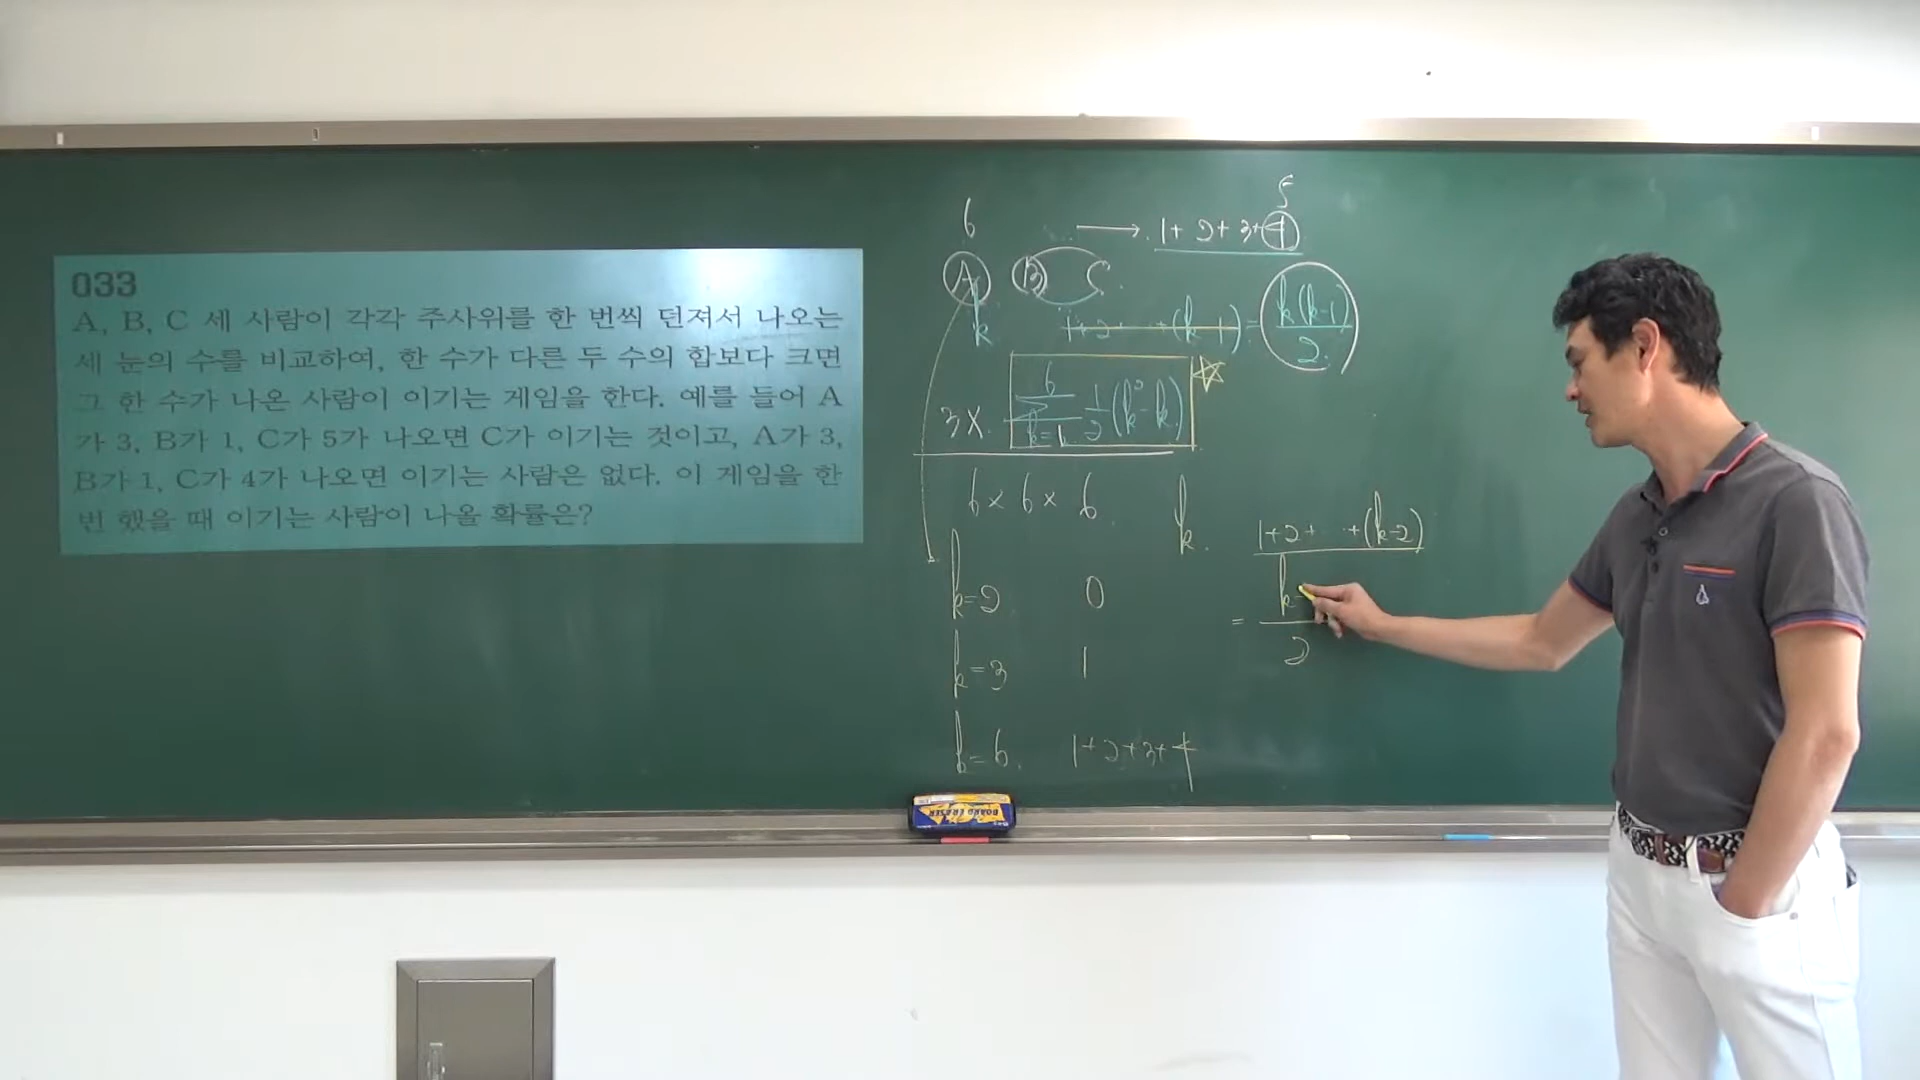 033
A, B, C 세 사람이 각각 주사위를 한 번씩 던져서 나오는
세 눈의 수를 비교하여, 한 수가 다른 두 수의 합보다 크면
그 한 수가 나온 사람이 이기는 게임을 한다. 예를 들어 A
가 3, B가 1, C가 5가 나오면 C가 이기는 것이고, A가 3,
B가 1, C가 4가 나오면 이기는 사람은 없다. 이 게임을 한
번 했을 때 이기는 사람이 나올 확률은?
5
6 → 1+2+3+4
A B C
k 1+2+…+(k-1) = k(k-1)/2
3× ∑ 6 k=1 1/2(k²-k)
6×6×6
k. 1+2+…+(k-2)
k=2 0
= k-/2
k=3 1
k=6. 1+2+3+4
BOARD ERASER